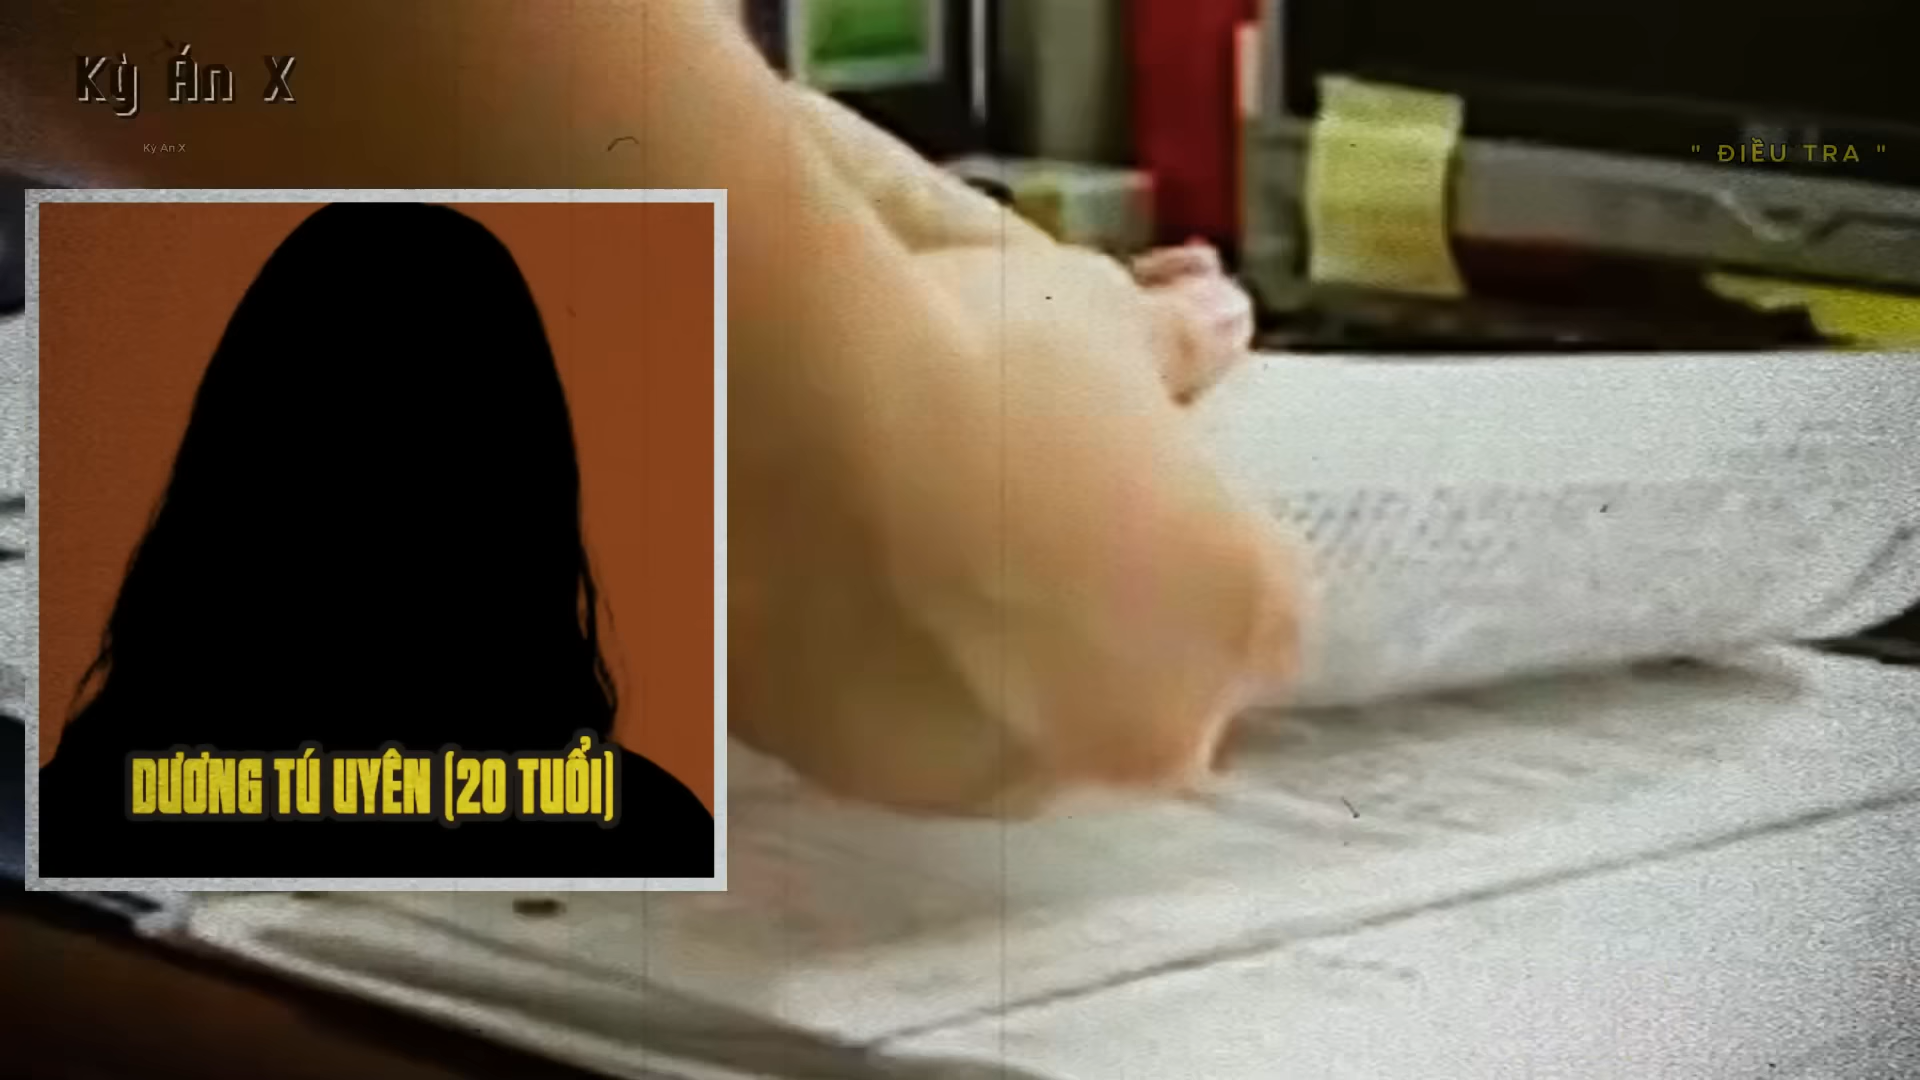 Kỳ Án X
Kỳ Án X
" ĐIỀU TRA "
DƯƠNG TÚ UYÊN (20 TUỔI)